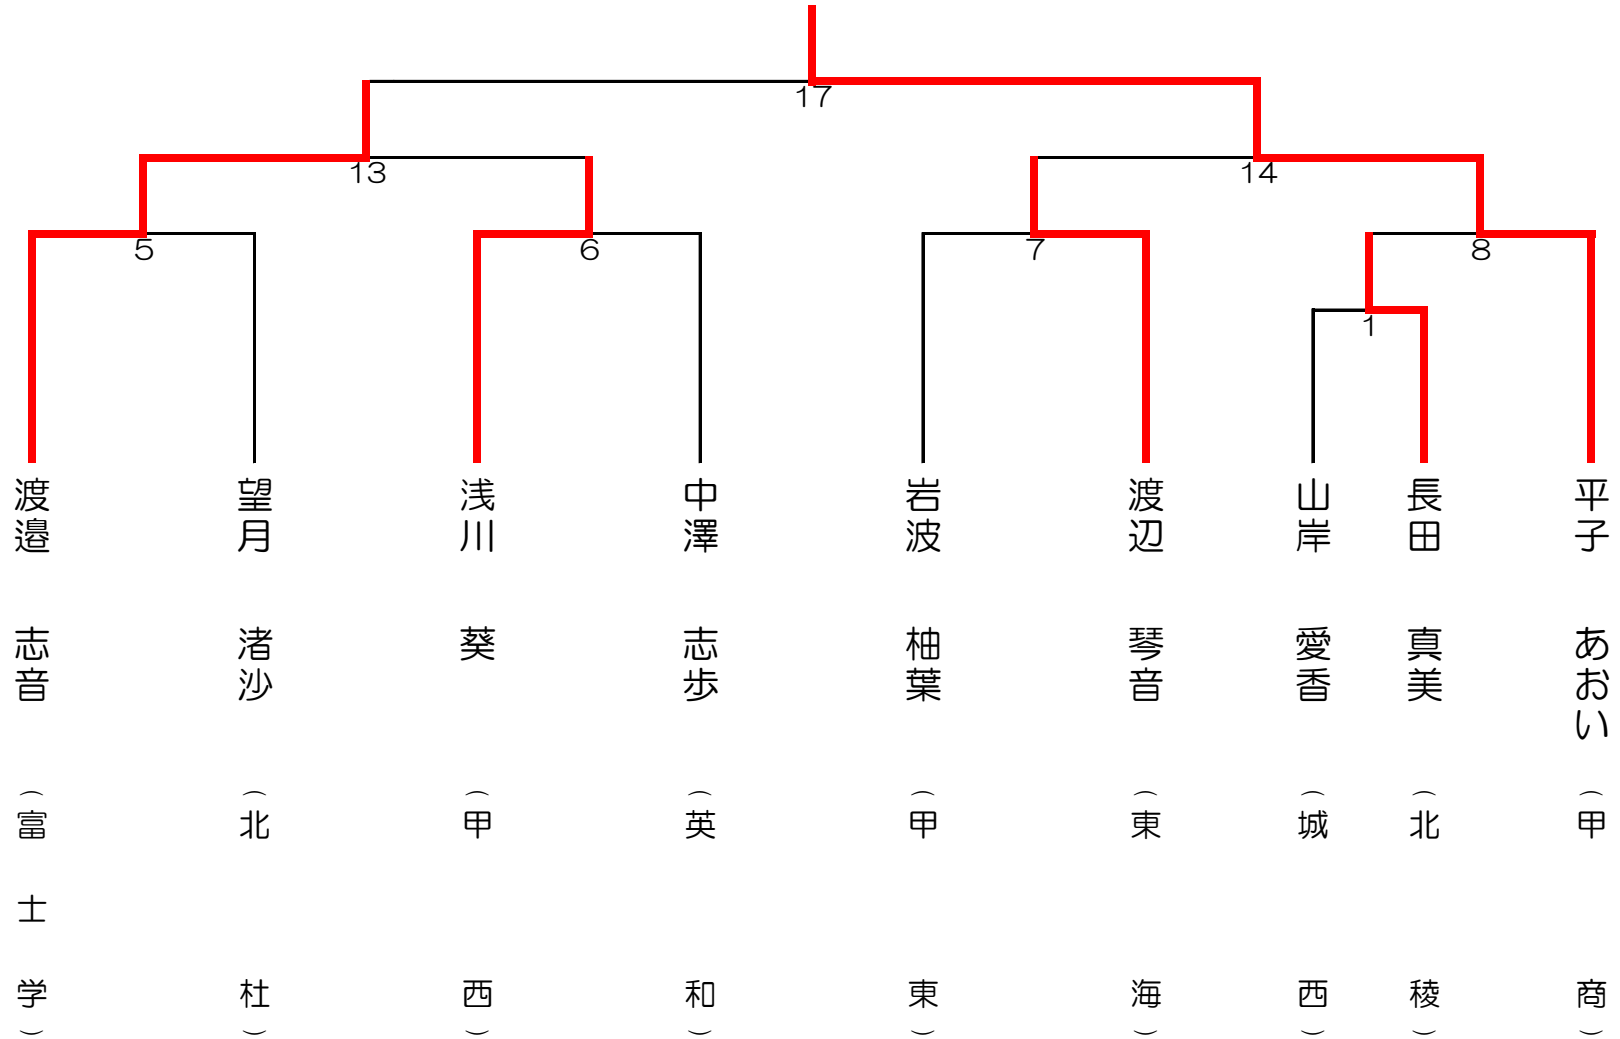 17
13
14
5
6
7
8
1
渡邉 志音 （富士学）
望月 渚沙 （北杜）
浅川 葵 （甲西）
中澤 志歩 （英和）
岩波 柚葉 （甲東）
渡辺 琴音 （東海）
山岸 愛香 （城西）
長田 真美 （北稜）
平子 あおい （甲商）